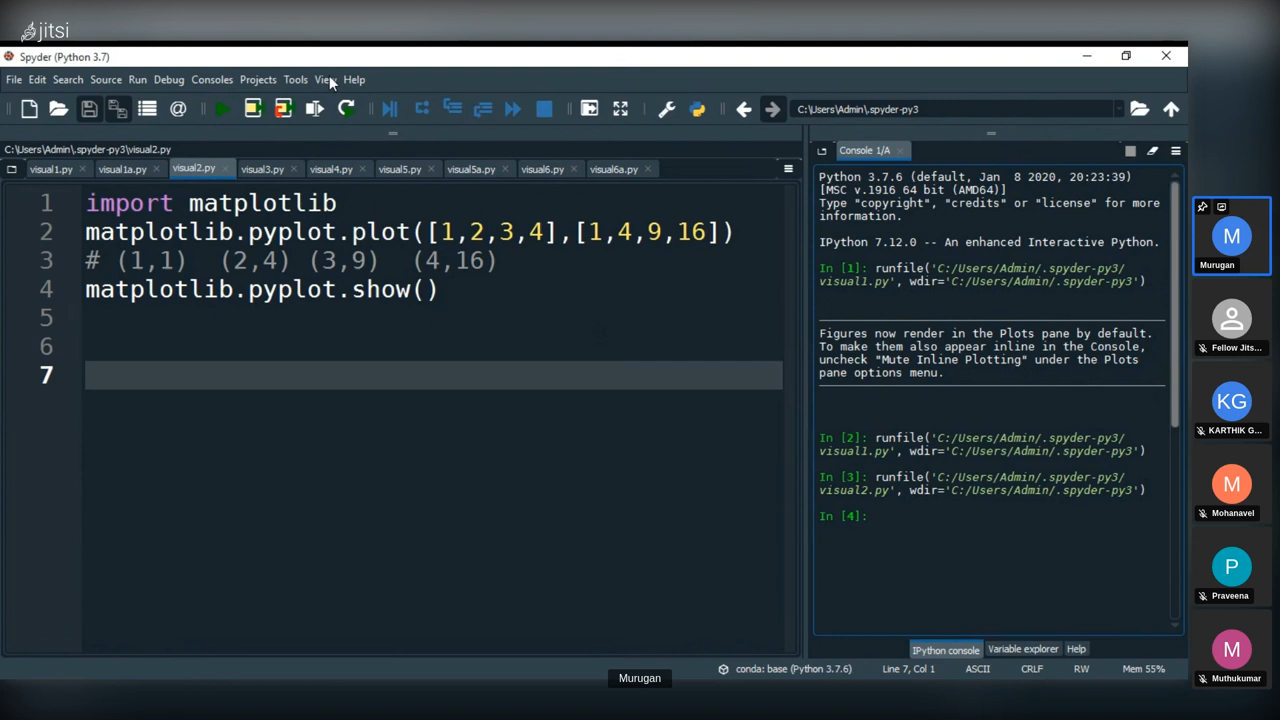 jitsi
Spyder (Python 3.7)
File Edit Search Source Run Debug Consoles Projects Tools View Help
C:\Users\Admin\.spyder-py3
C:\Users\Admin\.spyder-py3\visual2.py
visual1.py visual1a.py visual2.py visual3.py visual4.py visual5.py visual5a.py visual6.py visual6a.py
1 import matplotlib
2 matplotlib.pyplot.plot([1,2,3,4],[1,4,9,16])
3 # (1,1) (2,4) (3,9) (4,16)
4 matplotlib.pyplot.show()
5
6
7
Console 1/A
Python 3.7.6 (default, Jan 8 2020, 20:23:39)
[MSC v.1916 64 bit (AMD64)]
Type "copyright", "credits" or "license" for more
information.
IPython 7.12.0 -- An enhanced Interactive Python.
In [1]: runfile('C:/Users/Admin/.spyder-py3/
visual1.py', wdir='C:/Users/Admin/.spyder-py3')
Figures now render in the Plots pane by default.
To make them also appear inline in the Console,
uncheck "Mute Inline Plotting" under the Plots
pane options menu.
In [2]: runfile('C:/Users/Admin/.spyder-py3/
visual1.py', wdir='C:/Users/Admin/.spyder-py3')
In [3]: runfile('C:/Users/Admin/.spyder-py3/
visual2.py', wdir='C:/Users/Admin/.spyder-py3')
In [4]:
IPython console Variable explorer Help
conda: base (Python 3.7.6) Line 7, Col 1 ASCII CRLF RW Mem 55%
Murugan
M
Murugan
Fellow Jits...
KG
KARTHIK G...
M
Mohanavel
P
Praveena
M
Muthukumar